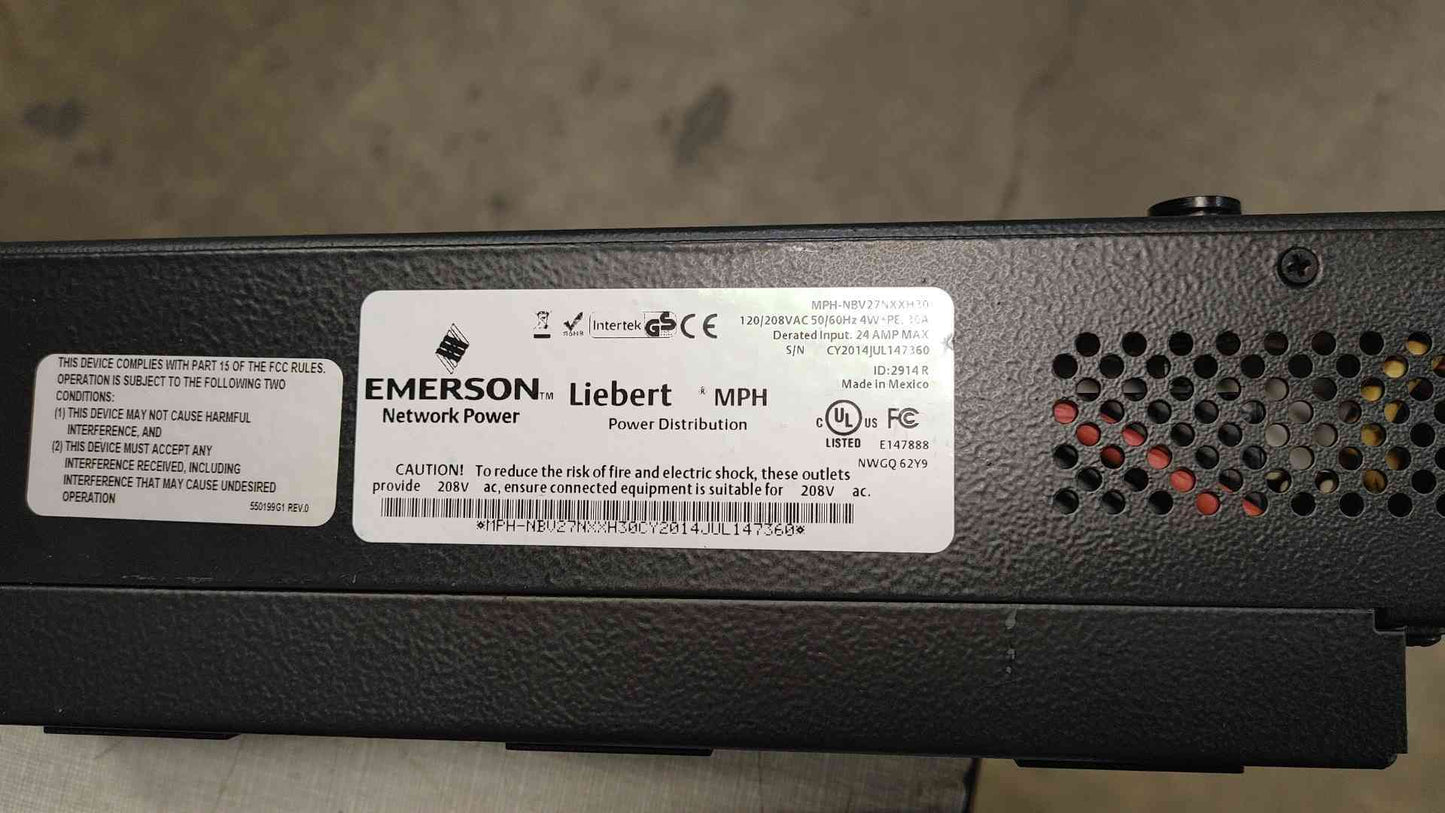 THIS DEVICE COMPLIES WITH PART 15 OF THE FCC RULES.
OPERATION IS SUBJECT TO THE FOLLOWING TWO
CONDITIONS:
(1) THIS DEVICE MAY NOT CAUSE HARMFUL
INTERFERENCE, AND
(2) THIS DEVICE MUST ACCEPT ANY
INTERFERENCE RECEIVED, INCLUDING
INTERFERENCE THAT MAY CAUSE UNDESIRED
OPERATION
550199G1 REV.0
EMERSON™
Network Power
RoHS
Intertek GS CE
Liebert ® MPH
Power Distribution
MPH-NBV27NXXH30
120/208VAC 50/60Hz 4W+PE, 30A
Derated Input. 24 AMP MAX
S/N CY2014JUL147360
ID:2914 R
Made in Mexico
C UL US FC
LISTED E147888
NWGQ 62Y9
CAUTION! To reduce the risk of fire and electric shock, these outlets
provide 208V ac, ensure connected equipment is suitable for 208V ac.
*MPH-NBV27NXXH30CY2014JUL147360*